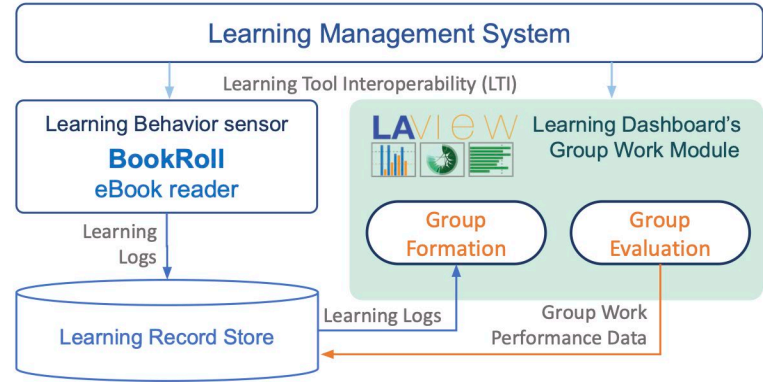 Learning Management System
Learning Tool Interoperability (LTI)
Learning Behavior sensor
BookRoll
eBook reader
LAVIEW
Learning Dashboard's
Group Work Module
Group
Formation
Group
Evaluation
Learning
Logs
Learning Record Store
Learning Logs
Group Work
Performance Data